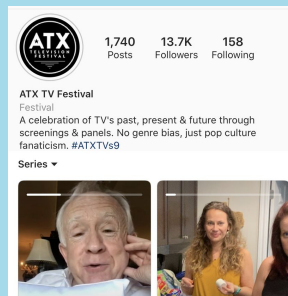 ATX
TELEVISION
FESTIVAL
1,740 13.7K 158
Posts Followers Following
ATX TV Festival
Festival
A celebration of TV's past, present & future through
screenings & panels. No genre bias, just pop culture
fanaticism. #ATXTVs9
Series